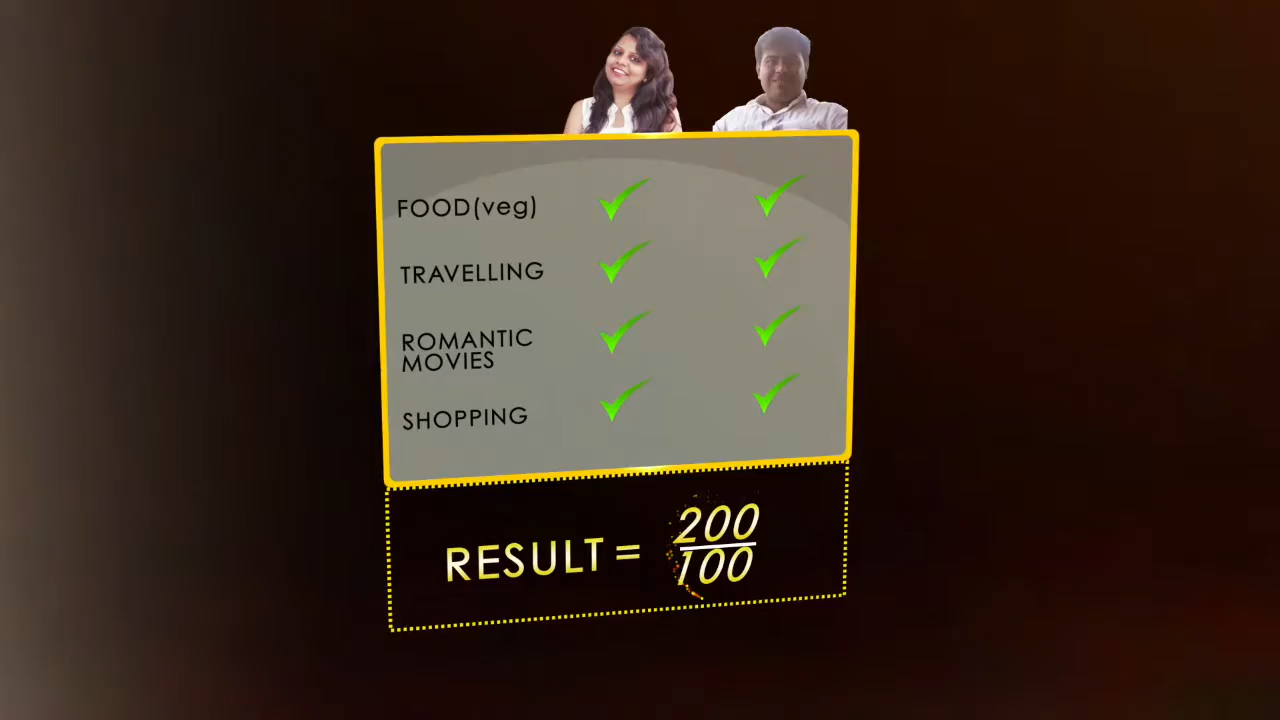 FOOD(veg)
TRAVELLING
ROMANTIC
MOVIES
SHOPPING
RESULT = 200
100